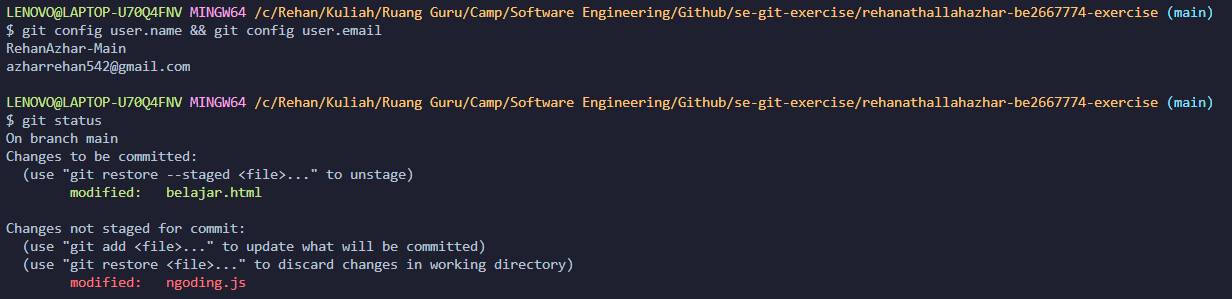 LENOVO@LAPTOP-U70Q4FNV MINGW64 /c/Rehan/Kuliah/Ruang Guru/Camp/Software Engineering/Github/se-git-exercise/rehanathallahazhar-be2667774-exercise (main)
$ git config user.name && git config user.email
RehanAzhar-Main
azharrehan542@gmail.com

LENOVO@LAPTOP-U70Q4FNV MINGW64 /c/Rehan/Kuliah/Ruang Guru/Camp/Software Engineering/Github/se-git-exercise/rehanathallahazhar-be2667774-exercise (main)
$ git status
On branch main
Changes to be committed:
  (use "git restore --staged <file>..." to unstage)
        modified:   belajar.html

Changes not staged for commit:
  (use "git add <file>..." to update what will be committed)
  (use "git restore <file>..." to discard changes in working directory)
        modified:   ngoding.js